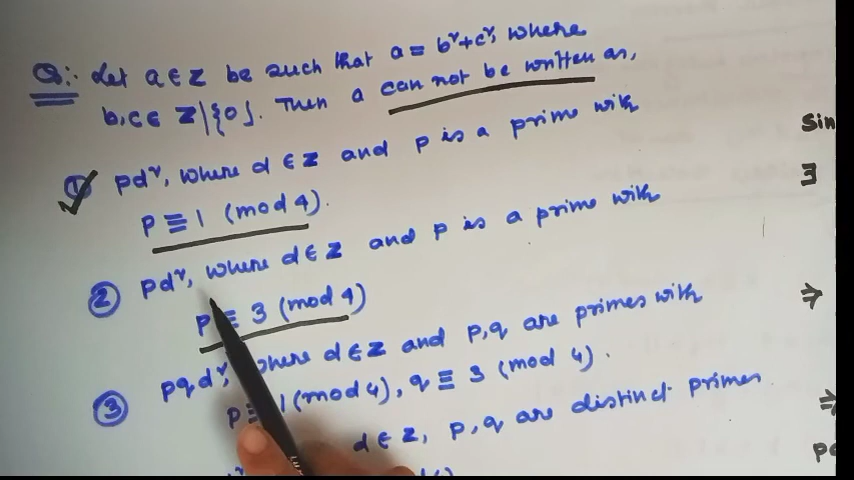 Q:- Let a ∈ Z be such that a = b² + c², where
b, c ∈ Z \ {0}. Then a can not be written as,
① pd², where d ∈ Z and p is a prime with
p ≡ 1 (mod 4).
② pd², where d ∈ Z and p is a prime with
p ≡ 3 (mod 4)
③ pqd², where d ∈ Z and p, q are primes with
p ≡ 1 (mod 4), q ≡ 3 (mod 4).
d ∈ Z, p, q are distinct primes
Sin
∃
⇒
⇒